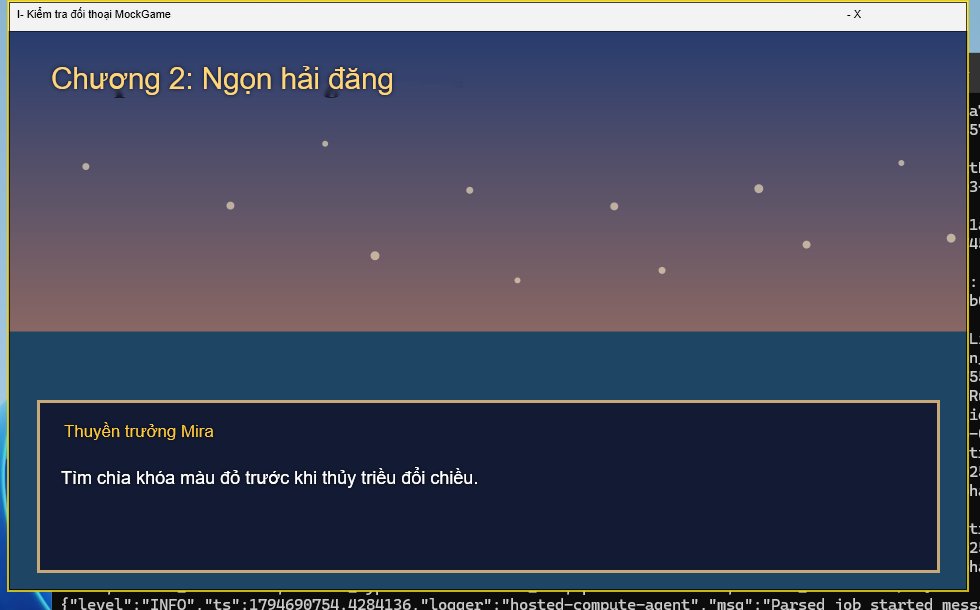 I- Kiểm tra đối thoại MockGame
- X
Chương 2: Ngọn hải đăng
Thuyền trưởng Mira
Tìm chìa khóa màu đỏ trước khi thủy triều đổi chiều.
{"level":"INFO","ts":1794690754.4284136,"logger":"hosted-compute-agent","msg":"Parsed job started mes